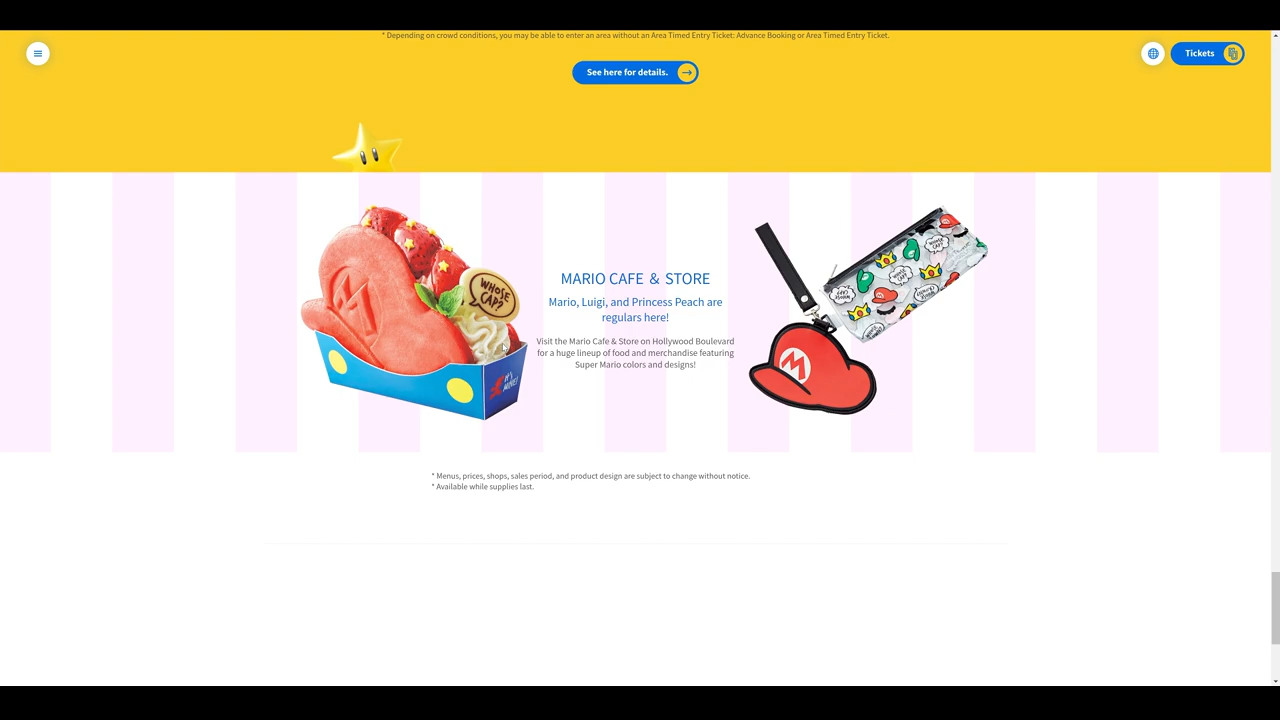 * Depending on crowd conditions, you may be able to enter an area without an Area Timed Entry Ticket: Advance Booking or Area Timed Entry Ticket.
Tickets
See here for details.
WHOSE
CAP?
MARIO CAFE & STORE
Mario, Luigi, and Princess Peach are
regulars here!
Visit the Mario Cafe & Store on Hollywood Boulevard
for a huge lineup of food and merchandise featuring
Super Mario colors and designs!
M
M
* Menus, prices, shops, sales period, and product design are subject to change without notice.
* Available while supplies last.